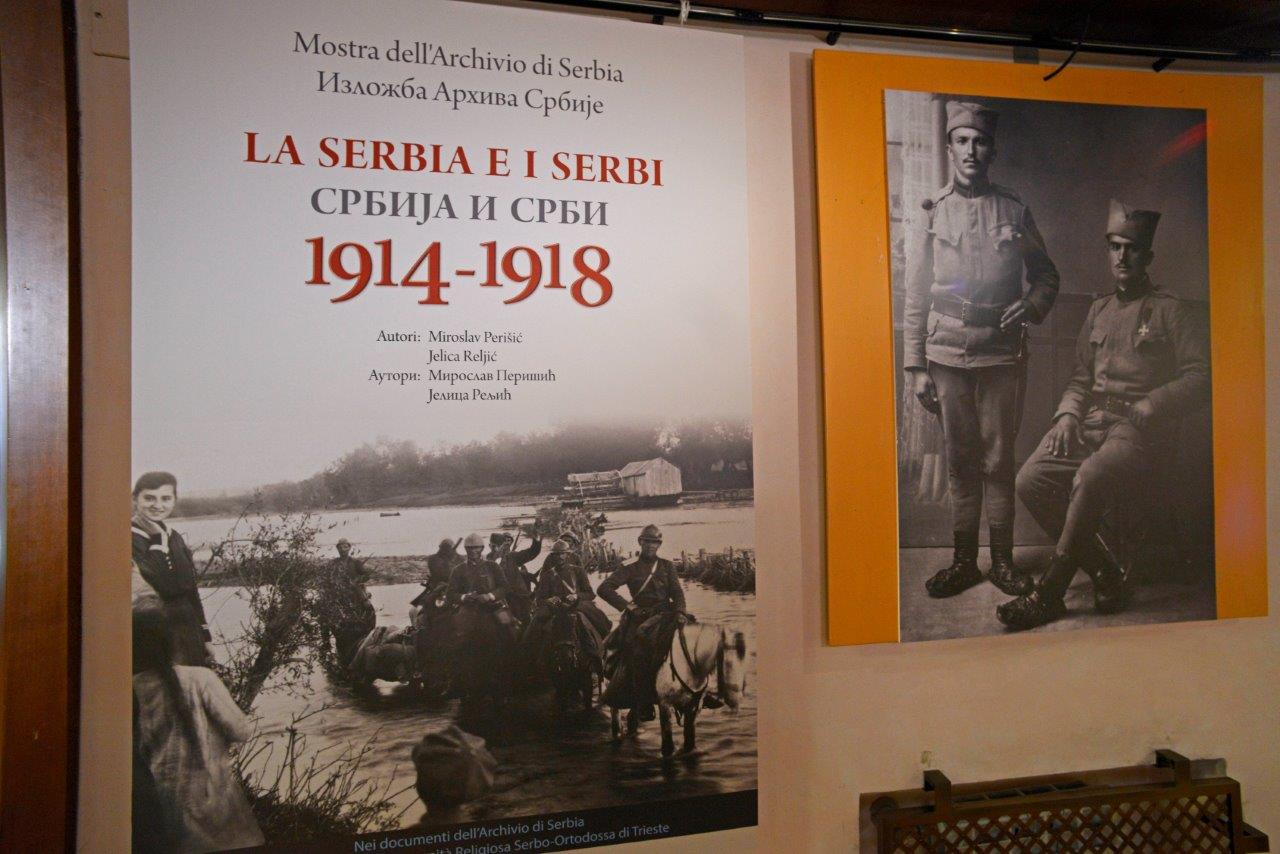 Mostra dell'Archivio di Serbia
Изложба Архива Србије
LA SERBIA E I SERBI
СРБИЈА И СРБИ
1914-1918
Autori: Miroslav Perišić
Jelica Reljić
Аутори: Мирослав Перишић
Јелица Рељић
Nei documenti dell'Archivio di Serbia
Religiosa Serbo-Ortodossa di Trieste